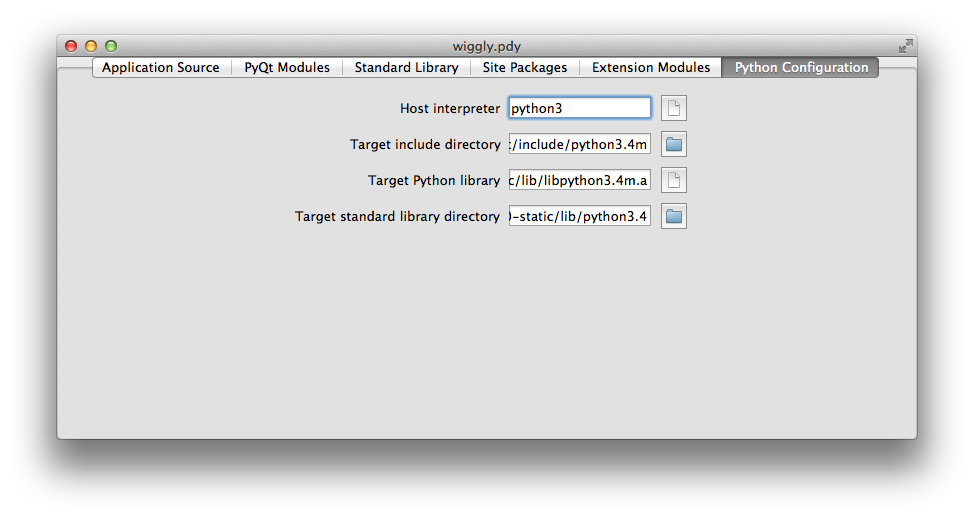 wiggly.pdy
Application Source PyQt Modules Standard Library Site Packages Extension Modules Python Configuration
Host interpreter python3
Target include directory :/include/python3.4m
Target Python library c/lib/libpython3.4m.a
Target standard library directory 0-static/lib/python3.4